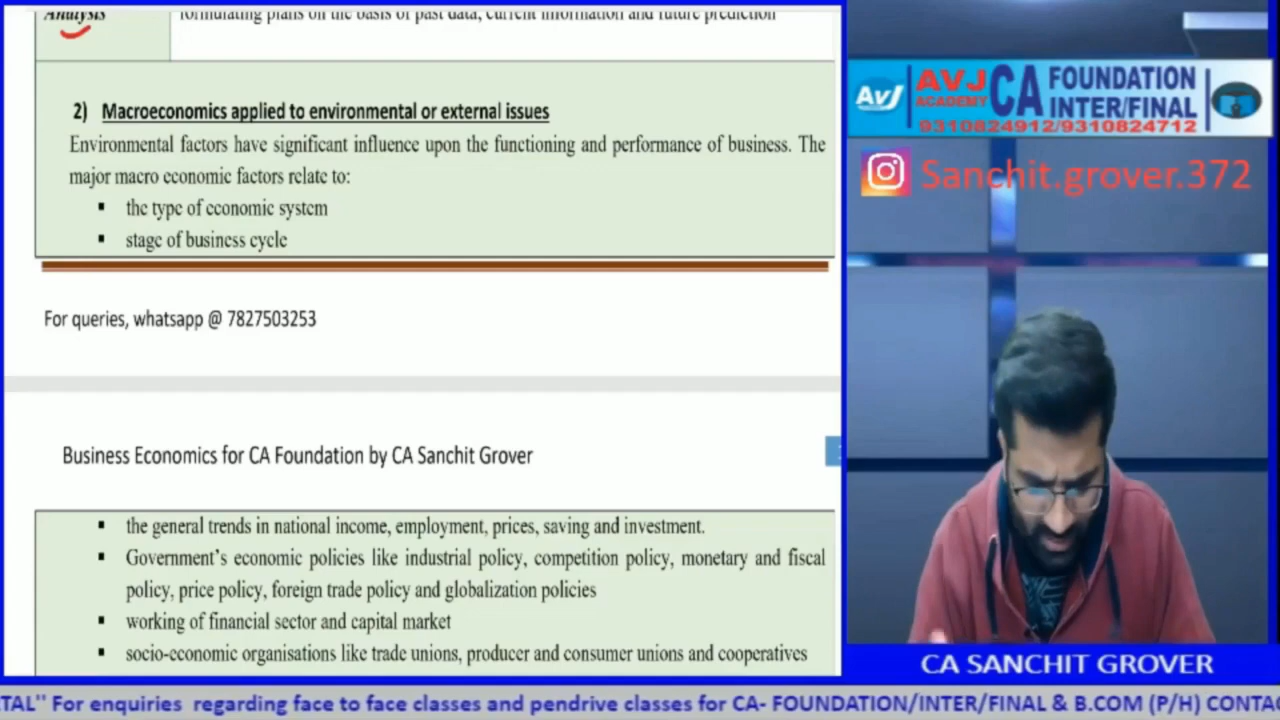 Analysis
formulating plans on the basis of past data, current information and future prediction
2) Macroeconomics applied to environmental or external issues
Environmental factors have significant influence upon the functioning and performance of business. The
major macro economic factors relate to:
▪ the type of economic system
▪ stage of business cycle
For queries, whatsapp @ 7827503253
Business Economics for CA Foundation by CA Sanchit Grover
▪ the general trends in national income, employment, prices, saving and investment.
▪ Government's economic policies like industrial policy, competition policy, monetary and fiscal
policy, price policy, foreign trade policy and globalization policies
▪ working of financial sector and capital market
▪ socio-economic organisations like trade unions, producer and consumer unions and cooperatives
AVJ
AVJ
ACADEMY
CA
FOUNDATION
INTER/FINAL
9310824912/9310824712
Sanchit.grover.372
CA SANCHIT GROVER
TAL" For enquiries regarding face to face classes and pendrive classes for CA- FOUNDATION/INTER/FINAL & B.COM (P/H) CONTA